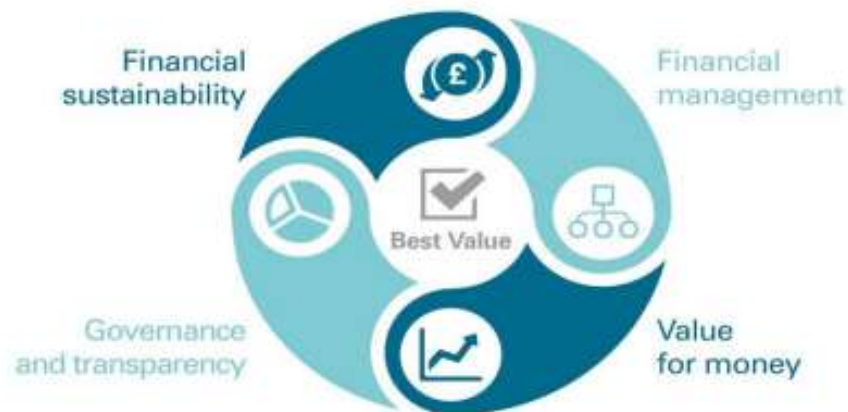 Financial
sustainability
£
Financial
management
Best Value
Governance
and transparency
Value
for money